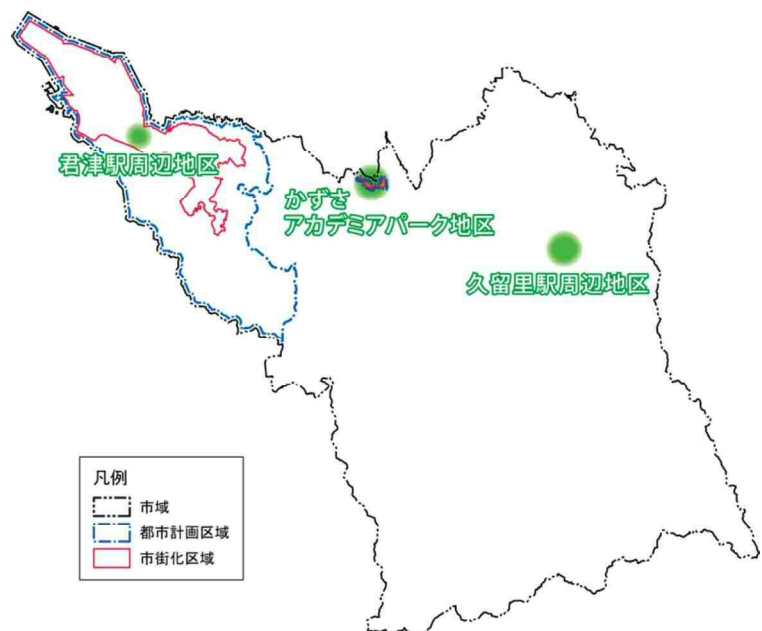 君津駅周辺地区
かずさ
アカデミアパーク地区
久留里駅周辺地区
凡例
市域
都市計画区域
市街化区域